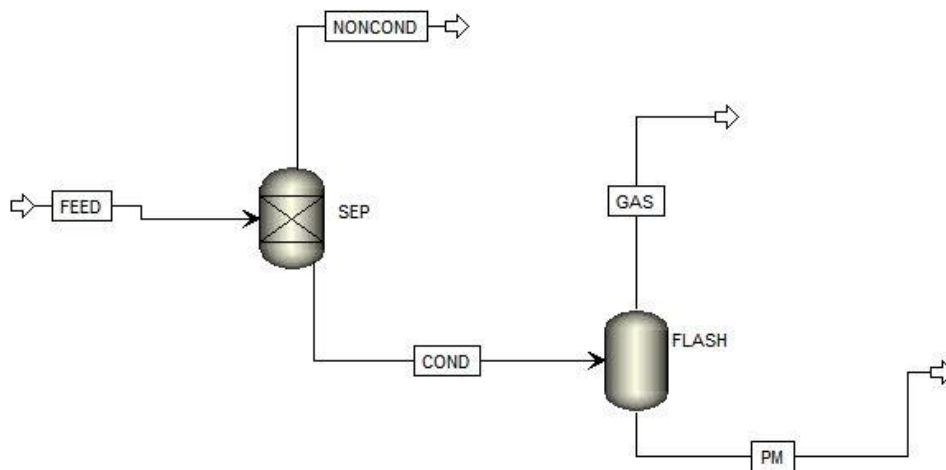 NONCOND
FEED
SEP
GAS
COND
FLASH
PM